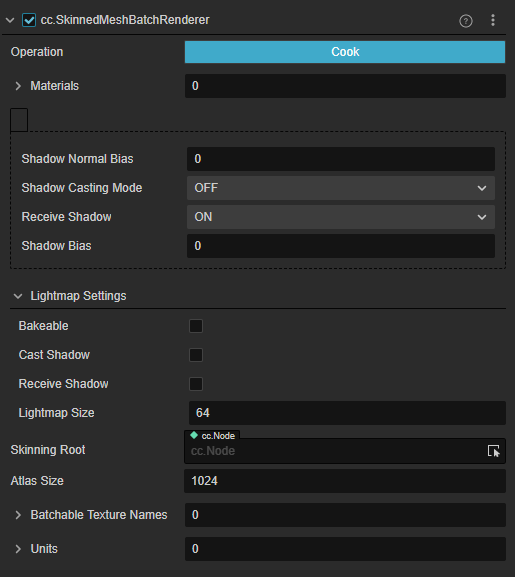 cc.SkinnedMeshBatchRenderer
Operation Cook
Materials 0
Shadow Normal Bias 0
Shadow Casting Mode OFF
Receive Shadow ON
Shadow Bias 0
Lightmap Settings
Bakeable
Cast Shadow
Receive Shadow
Lightmap Size 64
cc.Node
Skinning Root cc.Node
Atlas Size 1024
Batchable Texture Names 0
Units 0